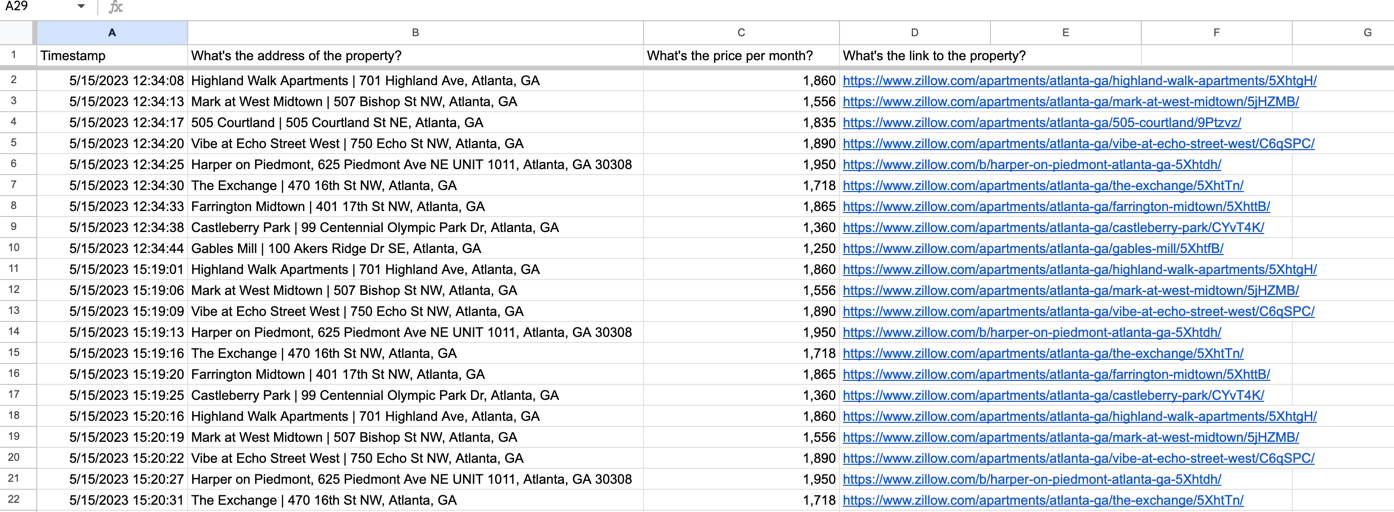 A29 fx
A B C D E F G
1 Timestamp What's the address of the property? What's the price per month? What's the link to the property?
2 5/15/2023 12:34:08 Highland Walk Apartments | 701 Highland Ave, Atlanta, GA 1,860 https://www.zillow.com/apartments/atlanta-ga/highland-walk-apartments/5XhtgH/
3 5/15/2023 12:34:13 Mark at West Midtown | 507 Bishop St NW, Atlanta, GA 1,556 https://www.zillow.com/apartments/atlanta-ga/mark-at-west-midtown/5jHZMB/
4 5/15/2023 12:34:17 505 Courtland | 505 Courtland St NE, Atlanta, GA 1,835 https://www.zillow.com/apartments/atlanta-ga/505-courtland/9Ptzvz/
5 5/15/2023 12:34:20 Vibe at Echo Street West | 750 Echo St NW, Atlanta, GA 1,890 https://www.zillow.com/apartments/atlanta-ga/vibe-at-echo-street-west/C6qSPC/
6 5/15/2023 12:34:25 Harper on Piedmont, 625 Piedmont Ave NE UNIT 1011, Atlanta, GA 30308 1,950 https://www.zillow.com/b/harper-on-piedmont-atlanta-ga-5Xhtdh/
7 5/15/2023 12:34:30 The Exchange | 470 16th St NW, Atlanta, GA 1,718 https://www.zillow.com/apartments/atlanta-ga/the-exchange/5XhtTn/
8 5/15/2023 12:34:33 Farrington Midtown | 401 17th St NW, Atlanta, GA 1,865 https://www.zillow.com/apartments/atlanta-ga/farrington-midtown/5XhttB/
9 5/15/2023 12:34:38 Castleberry Park | 99 Centennial Olympic Park Dr, Atlanta, GA 1,360 https://www.zillow.com/apartments/atlanta-ga/castleberry-park/CYvT4K/
10 5/15/2023 12:34:44 Gables Mill | 100 Akers Ridge Dr SE, Atlanta, GA 1,250 https://www.zillow.com/apartments/atlanta-ga/gables-mill/5XhtfB/
11 5/15/2023 15:19:01 Highland Walk Apartments | 701 Highland Ave, Atlanta, GA 1,860 https://www.zillow.com/apartments/atlanta-ga/highland-walk-apartments/5XhtgH/
12 5/15/2023 15:19:06 Mark at West Midtown | 507 Bishop St NW, Atlanta, GA 1,556 https://www.zillow.com/apartments/atlanta-ga/mark-at-west-midtown/5jHZMB/
13 5/15/2023 15:19:09 Vibe at Echo Street West | 750 Echo St NW, Atlanta, GA 1,890 https://www.zillow.com/apartments/atlanta-ga/vibe-at-echo-street-west/C6qSPC/
14 5/15/2023 15:19:13 Harper on Piedmont, 625 Piedmont Ave NE UNIT 1011, Atlanta, GA 30308 1,950 https://www.zillow.com/b/harper-on-piedmont-atlanta-ga-5Xhtdh/
15 5/15/2023 15:19:16 The Exchange | 470 16th St NW, Atlanta, GA 1,718 https://www.zillow.com/apartments/atlanta-ga/the-exchange/5XhtTn/
16 5/15/2023 15:19:20 Farrington Midtown | 401 17th St NW, Atlanta, GA 1,865 https://www.zillow.com/apartments/atlanta-ga/farrington-midtown/5XhttB/
17 5/15/2023 15:19:25 Castleberry Park | 99 Centennial Olympic Park Dr, Atlanta, GA 1,360 https://www.zillow.com/apartments/atlanta-ga/castleberry-park/CYvT4K/
18 5/15/2023 15:20:16 Highland Walk Apartments | 701 Highland Ave, Atlanta, GA 1,860 https://www.zillow.com/apartments/atlanta-ga/highland-walk-apartments/5XhtgH/
19 5/15/2023 15:20:19 Mark at West Midtown | 507 Bishop St NW, Atlanta, GA 1,556 https://www.zillow.com/apartments/atlanta-ga/mark-at-west-midtown/5jHZMB/
20 5/15/2023 15:20:22 Vibe at Echo Street West | 750 Echo St NW, Atlanta, GA 1,890 https://www.zillow.com/apartments/atlanta-ga/vibe-at-echo-street-west/C6qSPC/
21 5/15/2023 15:20:27 Harper on Piedmont, 625 Piedmont Ave NE UNIT 1011, Atlanta, GA 30308 1,950 https://www.zillow.com/b/harper-on-piedmont-atlanta-ga-5Xhtdh/
22 5/15/2023 15:20:31 The Exchange | 470 16th St NW, Atlanta, GA 1,718 https://www.zillow.com/apartments/atlanta-ga/the-exchange/5XhtTn/